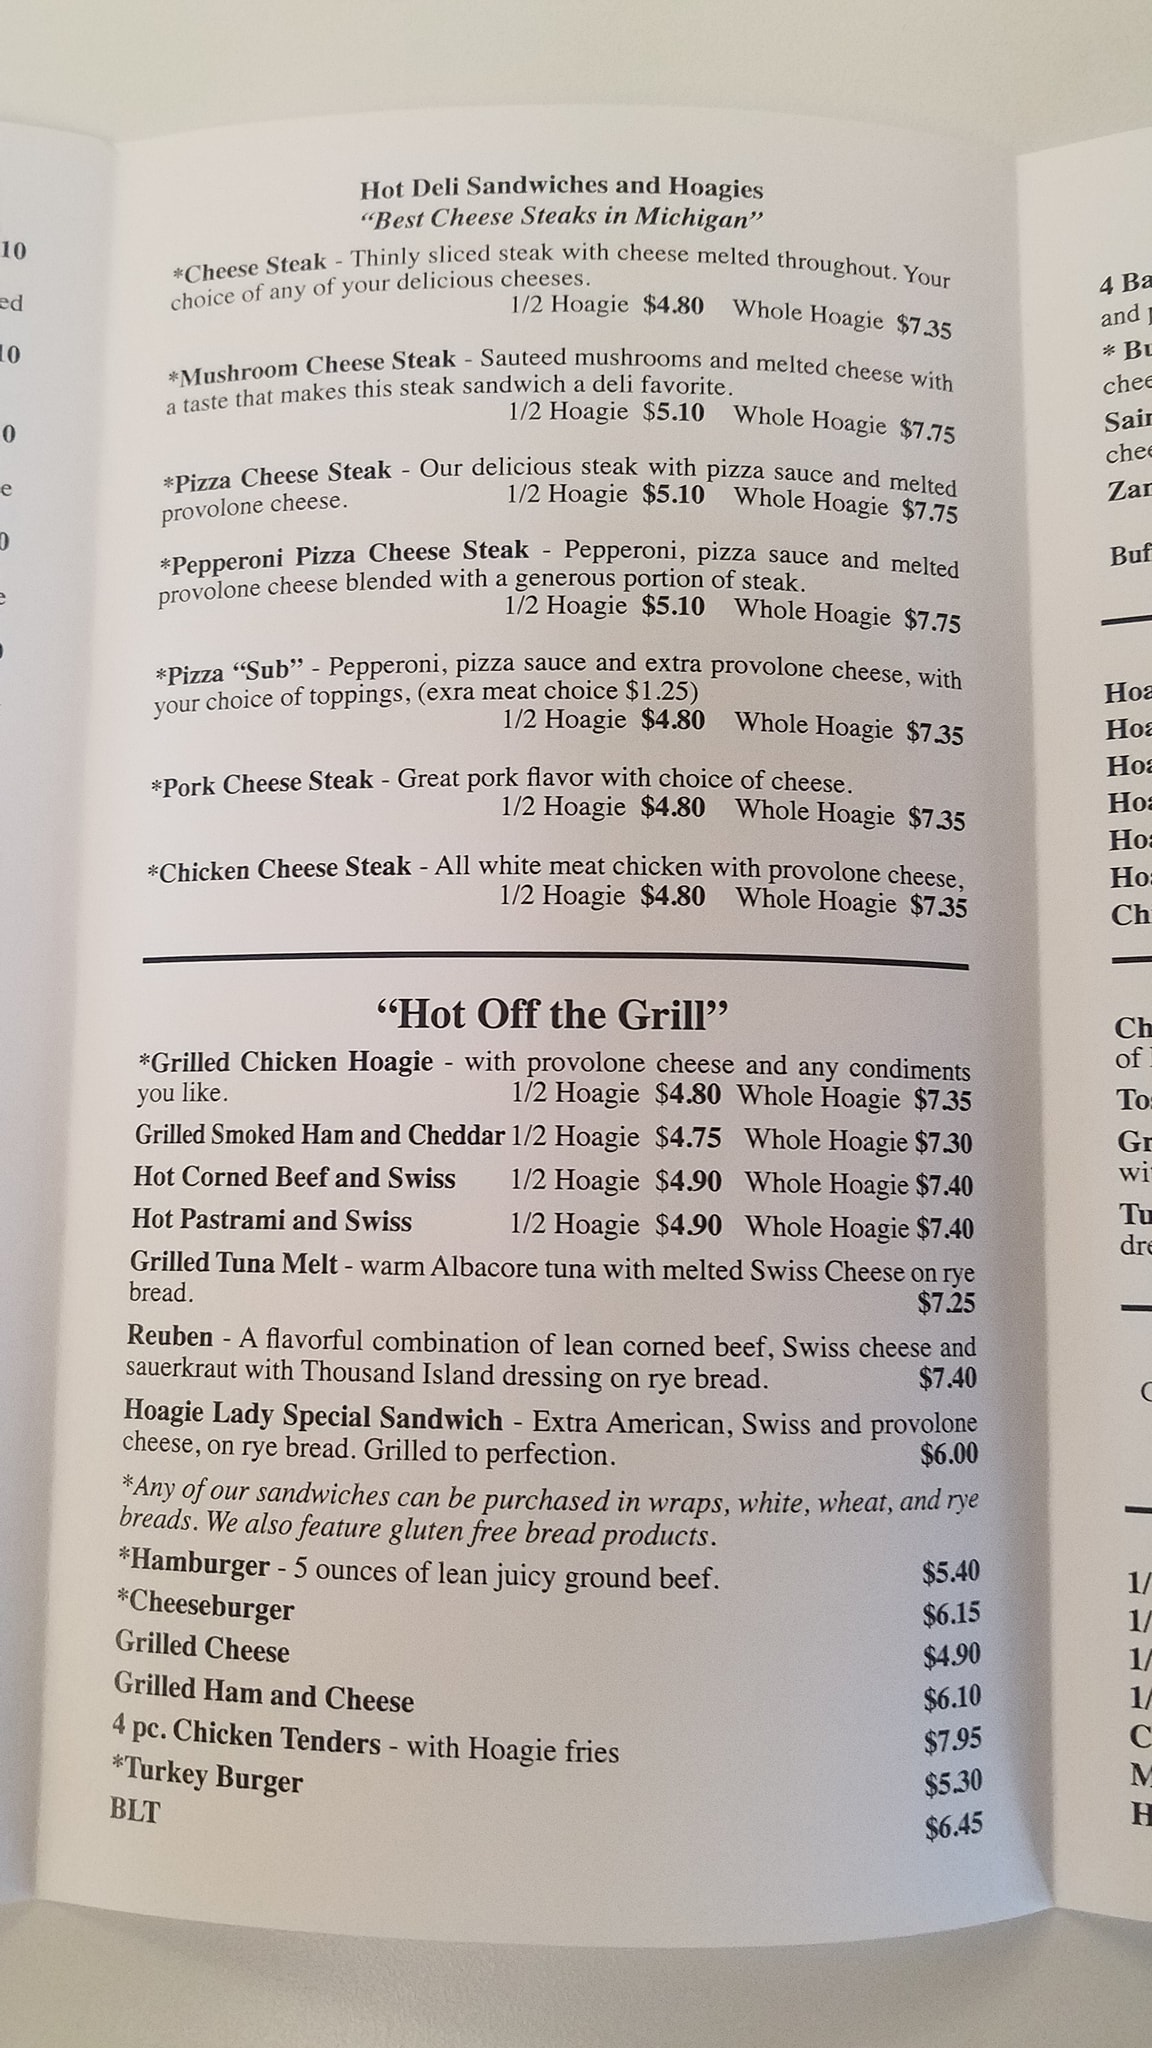 Hot Deli Sandwiches and Hoagies
“Best Cheese Steaks in Michigan”
*Cheese Steak - Thinly sliced steak with cheese melted throughout. Your
choice of any of your delicious cheeses.
1/2 Hoagie $4.80 Whole Hoagie $7.35
*Mushroom Cheese Steak - Sauteed mushrooms and melted cheese with
a taste that makes this steak sandwich a deli favorite.
1/2 Hoagie $5.10 Whole Hoagie $7.75
*Pizza Cheese Steak - Our delicious steak with pizza sauce and melted
provolone cheese. 1/2 Hoagie $5.10 Whole Hoagie $7.75
*Pepperoni Pizza Cheese Steak - Pepperoni, pizza sauce and melted
provolone cheese blended with a generous portion of steak.
1/2 Hoagie $5.10 Whole Hoagie $7.75
*Pizza “Sub” - Pepperoni, pizza sauce and extra provolone cheese, with
your choice of toppings, (exra meat choice $1.25)
1/2 Hoagie $4.80 Whole Hoagie $7.35
*Pork Cheese Steak - Great pork flavor with choice of cheese.
1/2 Hoagie $4.80 Whole Hoagie $7.35
*Chicken Cheese Steak - All white meat chicken with provolone cheese,
1/2 Hoagie $4.80 Whole Hoagie $7.35
“Hot Off the Grill”
*Grilled Chicken Hoagie - with provolone cheese and any condiments
you like. 1/2 Hoagie $4.80 Whole Hoagie $7.35
Grilled Smoked Ham and Cheddar 1/2 Hoagie $4.75 Whole Hoagie $7.30
Hot Corned Beef and Swiss 1/2 Hoagie $4.90 Whole Hoagie $7.40
Hot Pastrami and Swiss 1/2 Hoagie $4.90 Whole Hoagie $7.40
Grilled Tuna Melt - warm Albacore tuna with melted Swiss Cheese on rye
bread. $7.25
Reuben - A flavorful combination of lean corned beef, Swiss cheese and
sauerkraut with Thousand Island dressing on rye bread. $7.40
Hoagie Lady Special Sandwich - Extra American, Swiss and provolone
cheese, on rye bread. Grilled to perfection. $6.00
*Any of our sandwiches can be purchased in wraps, white, wheat, and rye
breads. We also feature gluten free bread products.
*Hamburger - 5 ounces of lean juicy ground beef. $5.40
*Cheeseburger $6.15
Grilled Cheese $4.90
Grilled Ham and Cheese $6.10
4 pc. Chicken Tenders - with Hoagie fries $7.95
*Turkey Burger $5.30
BLT $6.45